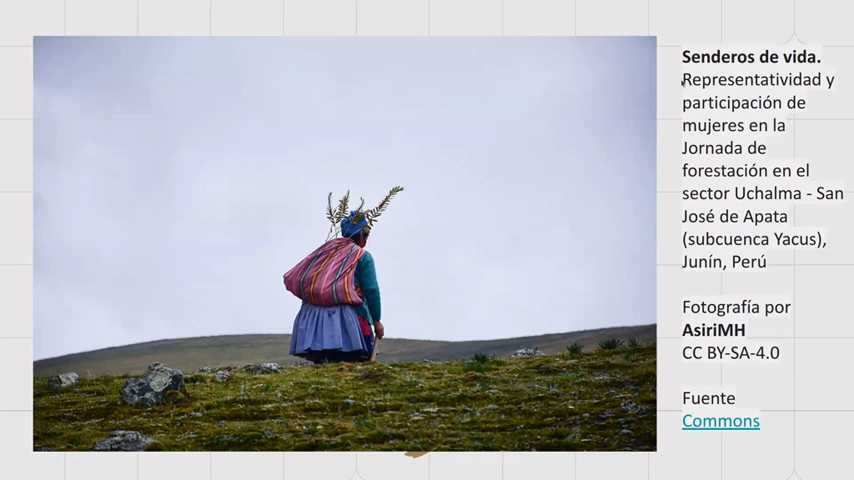 Senderos de vida.
Representatividad y
participación de
mujeres en la
Jornada de
forestación en el
sector Uchalma - San
José de Apata
(subcuenca Yacus),
Junín, Perú
Fotografía por
AsiriMH
CC BY-SA-4.0
Fuente
Commons